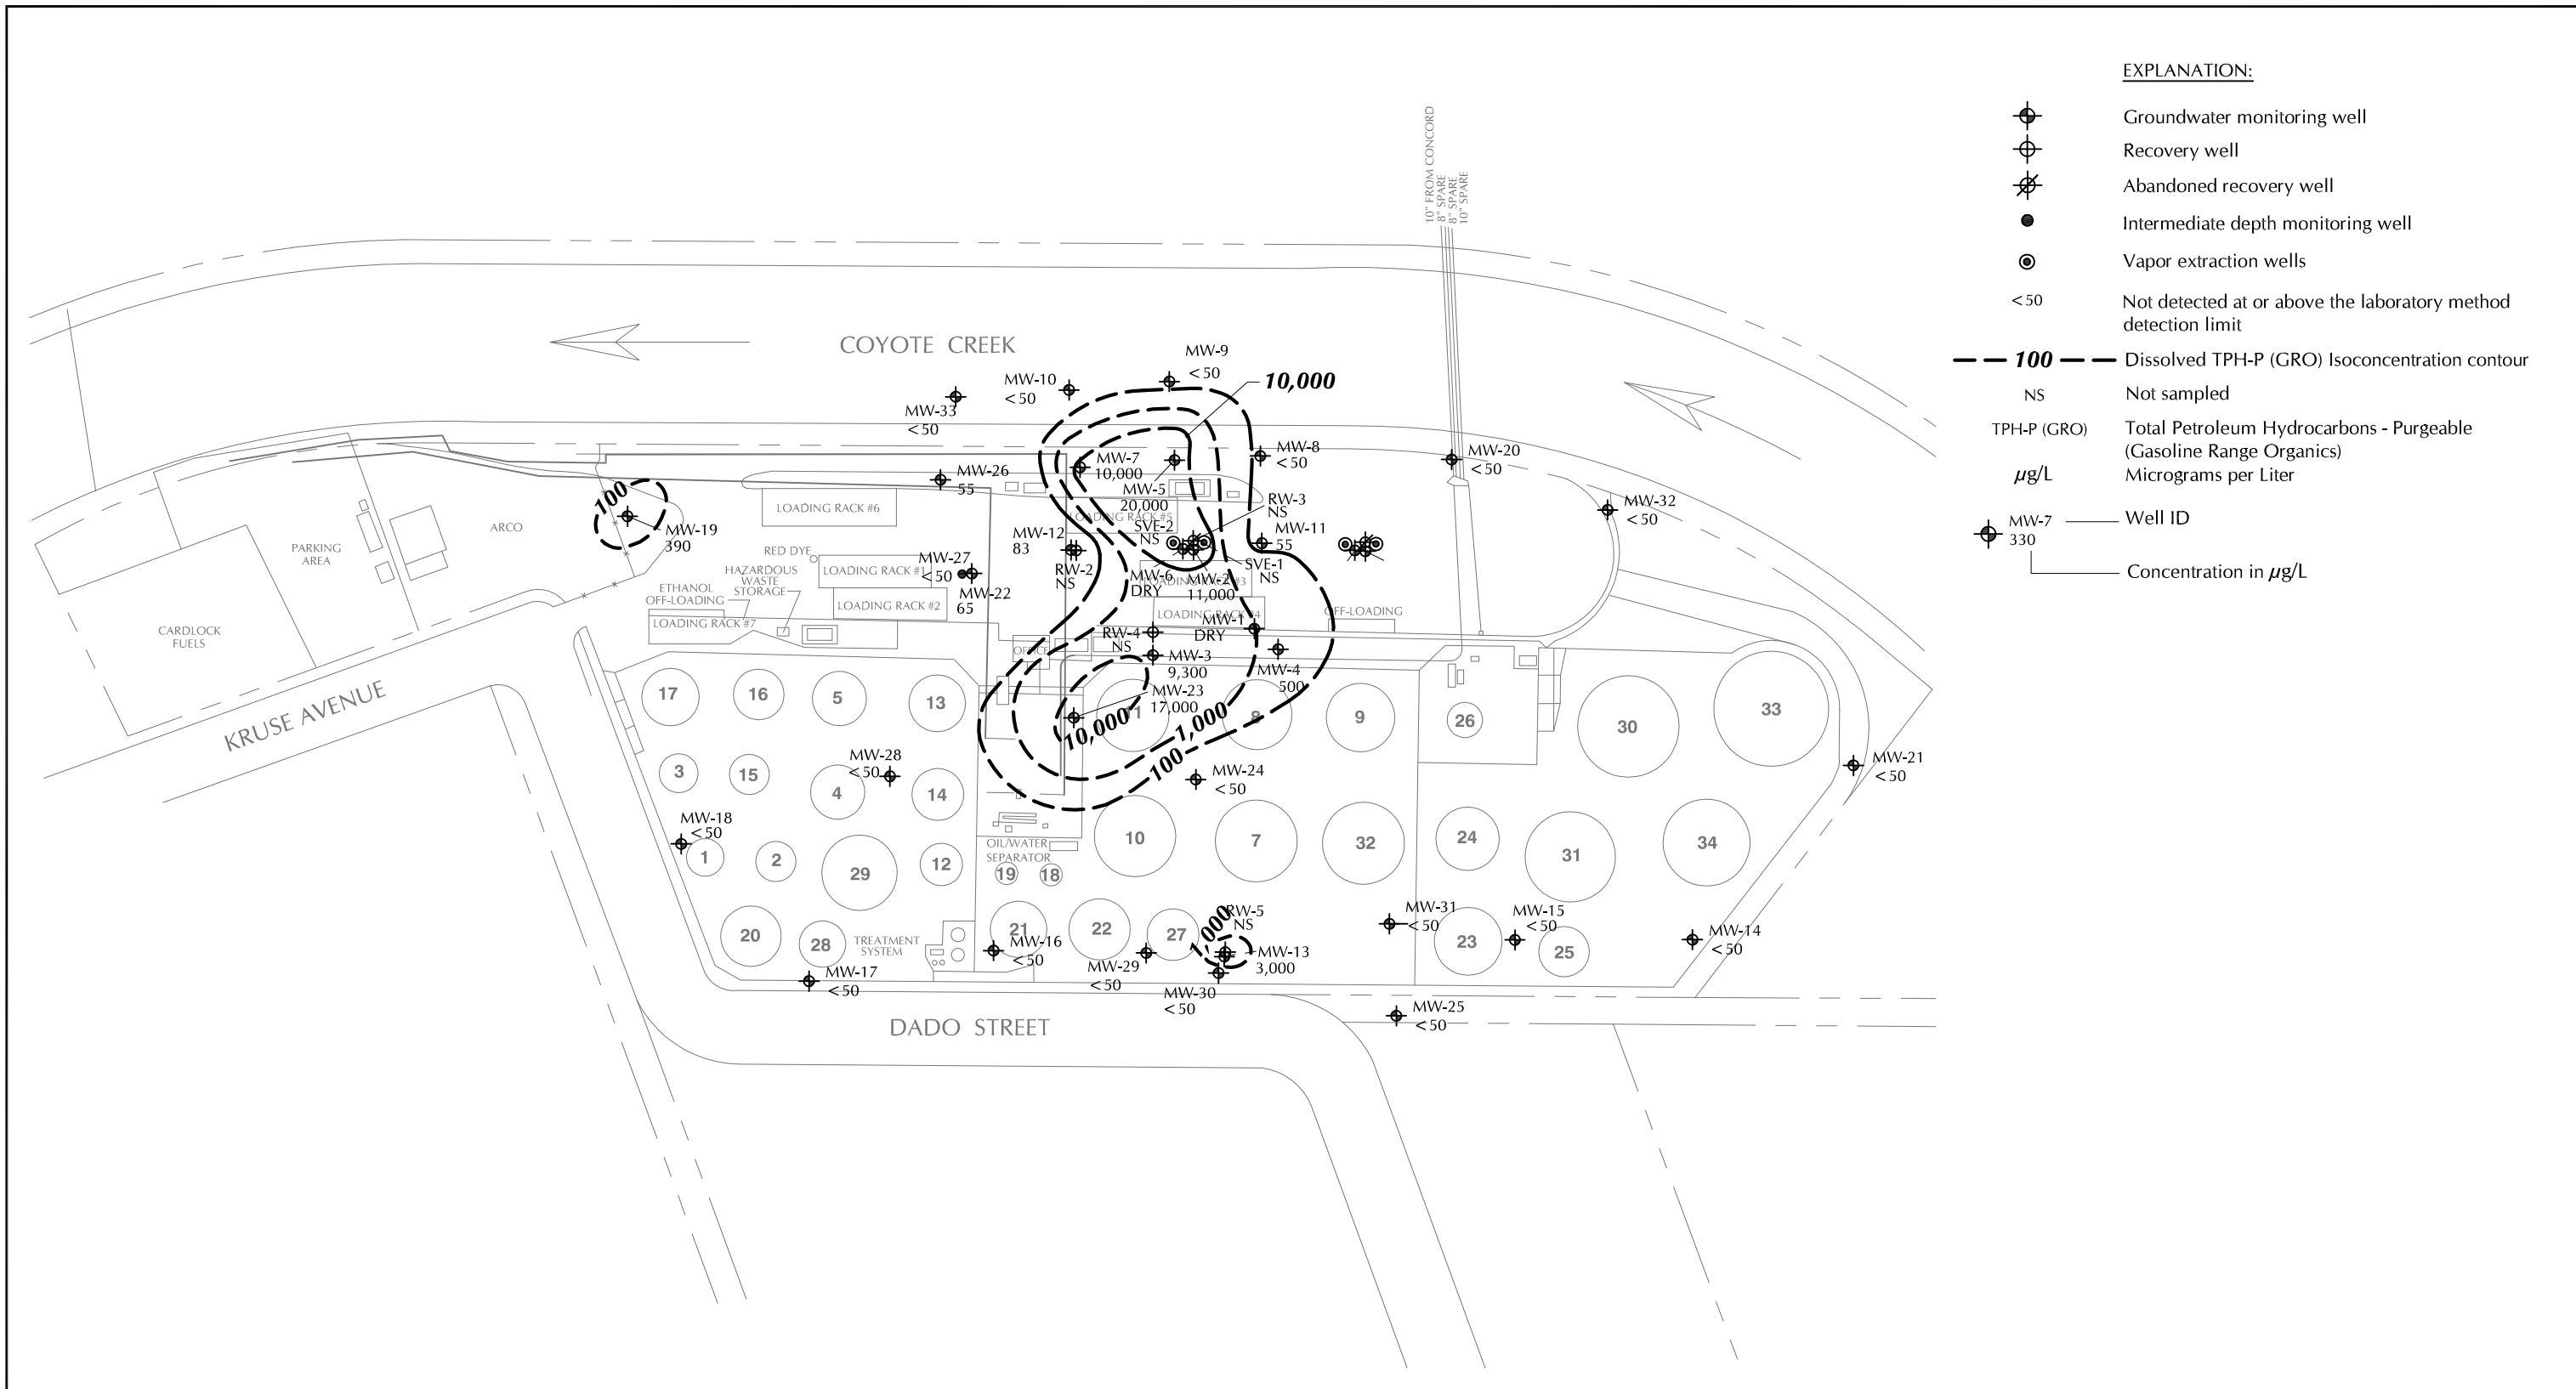 EXPLANATION:
Groundwater monitoring well
Recovery well
Abandoned recovery well
Intermediate depth monitoring well
Vapor extraction wells
<50 Not detected at or above the laboratory method
detection limit
100 Dissolved TPH-P (GRO) Isoconcentration contour
NS Not sampled
TPH-P (GRO) Total Petroleum Hydrocarbons - Purgeable
(Gasoline Range Organics)
µg/L Micrograms per Liter
MW-7 Well ID
330
Concentration in µg/L
10" FROM CONCORD
8" SPARE
8" SPARE
10" SPARE
COYOTE CREEK
MW-9
<50
10,000
MW-10
<50
MW-33
<50
MW-8
<50
MW-20
<50
MW-7
10,000
MW-26
55
MW-5
20,000
RW-3
NS
MW-32
<50
100
MW-19
390
ARCO
PARKING
AREA
CARDLOCK
FUELS
KRUSE AVENUE
LOADING RACK #6
LOADING RACK #5
SVE-2
NS
MW-11
55
MW-12
83
RW-2
NS
RED DYE
LOADING RACK #1
MW-27
<50
MW-22
65
HAZARDOUS
WASTE
STORAGE
ETHANOL
OFF-LOADING
LOADING RACK #2
LOADING RACK #7
MW-6
DRY
MW-2
11,000
SVE-1
NS
LOADING RACK #3
LOADING RACK #4
OFF-LOADING
MW-1
DRY
RW-4
NS
OFFICE
MW-3
9,300
MW-4
500
MW-23
17,000
10,000
1,000
100
17
16
5
13
11
8
9
26
30
33
3
15
4
14
MW-28
<50
MW-24
<50
MW-21
<50
MW-18
<50
1
2
29
12
OIL/WATER
SEPARATOR
19
18
10
7
32
24
31
34
20
28
TREATMENT
SYSTEM
21
22
27
23
25
MW-16
<50
MW-17
<50
MW-29
<50
MW-30
<50
RW-5
NS
MW-13
3,000
MW-31
<50
MW-15
<50
MW-14
<50
MW-25
<50
DADO STREET